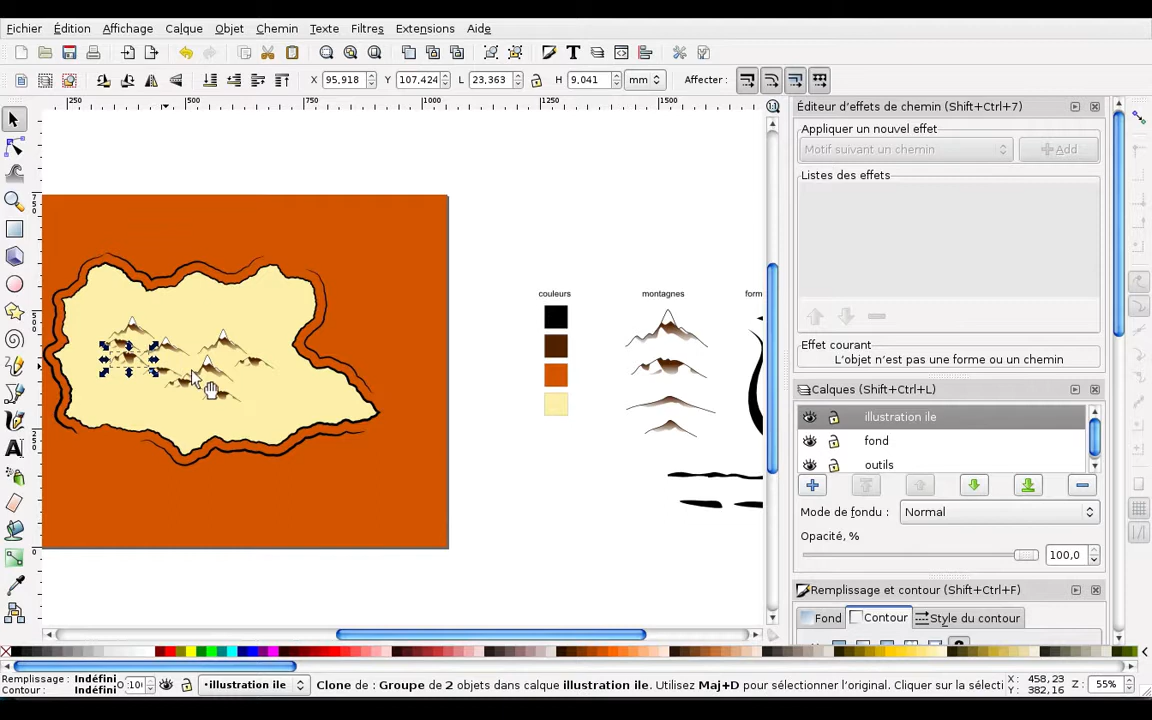 Fichier Édition Affichage Calque Objet Chemin Texte Filtres Extensions Aide
X 95,918 Y 107,424 L 23,363 H 9,041 mm Affecter :
250 500 750 1000 1250 1500
Éditeur d'effets de chemin (Shift+Ctrl+7)
Appliquer un nouvel effet
Motif suivant un chemin Add
Listes des effets
Effet courant
L'objet n'est pas une forme ou un chemin
couleurs montagnes form
Calques (Shift+Ctrl+L)
illustration ile
fond
outils
Mode de fondu : Normal
Opacité, %
100,0
Remplissage et contour (Shift+Ctrl+F)
Fond Contour Style du contour
Remplissage : Indéfini
Contour : Indéfini
O 10
•illustration ile
Clone de : Groupe de 2 objets dans calque illustration ile. Utilisez Maj+D pour sélectionner l'original. Cliquer sur la sélecti
X : 458,23
Y : 382,16
Z : 55%